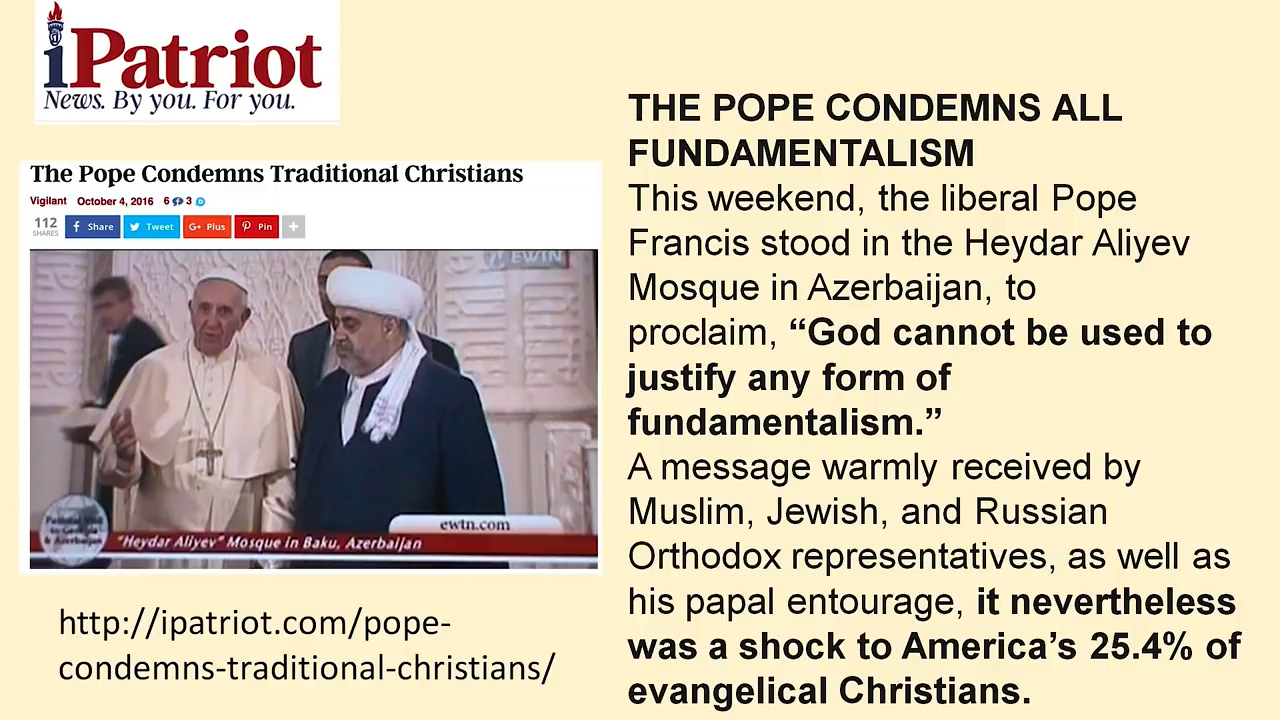 iPatriot
News. By you. For you.
The Pope Condemns Traditional Christians
Vigilant October 4, 2016 6 3
112
SHARES
Share
Tweet
G+ Plus
Pin
EWTN
ewtn.com
"Heydar Aliyev" Mosque in Baku, Azerbaijan
http://ipatriot.com/pope-
condemns-traditional-christians/
THE POPE CONDEMNS ALL
FUNDAMENTALISM
This weekend, the liberal Pope
Francis stood in the Heydar Aliyev
Mosque in Azerbaijan, to
proclaim, “God cannot be used to
justify any form of
fundamentalism.”
A message warmly received by
Muslim, Jewish, and Russian
Orthodox representatives, as well as
his papal entourage, it nevertheless
was a shock to America’s 25.4% of
evangelical Christians.